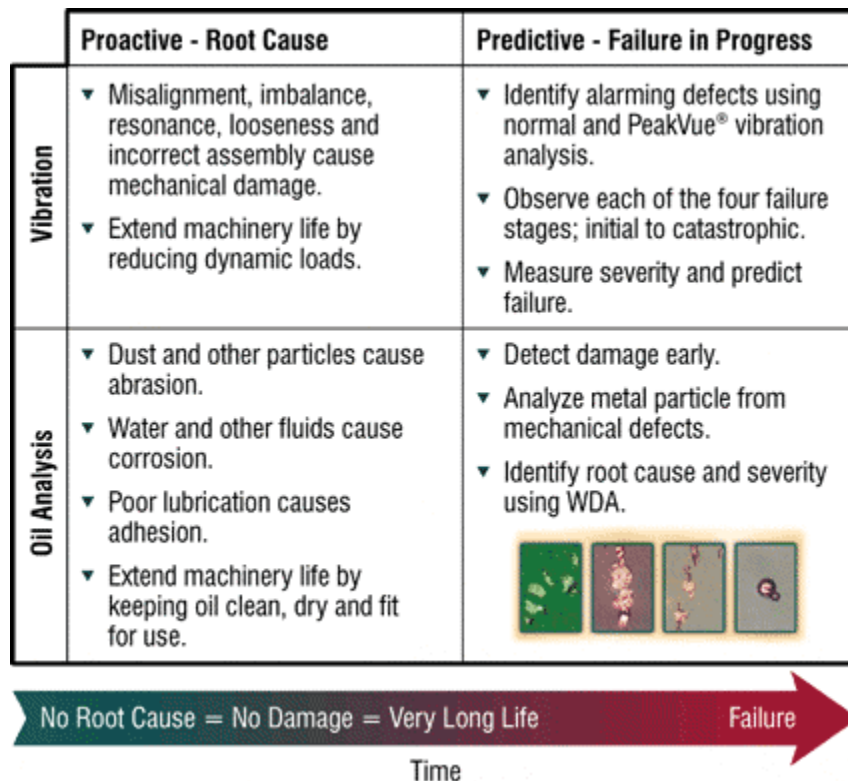 Proactive - Root Cause
Predictive - Failure in Progress
Vibration
▼ Misalignment, imbalance,
resonance, looseness and
incorrect assembly cause
mechanical damage.
▼ Extend machinery life by
reducing dynamic loads.
▼ Identify alarming defects using
normal and PeakVue® vibration
analysis.
▼ Observe each of the four failure
stages; initial to catastrophic.
▼ Measure severity and predict
failure.
Oil Analysis
▼ Dust and other particles cause
abrasion.
▼ Water and other fluids cause
corrosion.
▼ Poor lubrication causes
adhesion.
▼ Extend machinery life by
keeping oil clean, dry and fit
for use.
▼ Detect damage early.
▼ Analyze metal particle from
mechanical defects.
▼ Identify root cause and severity
using WDA.
No Root Cause = No Damage = Very Long Life
Failure
Time